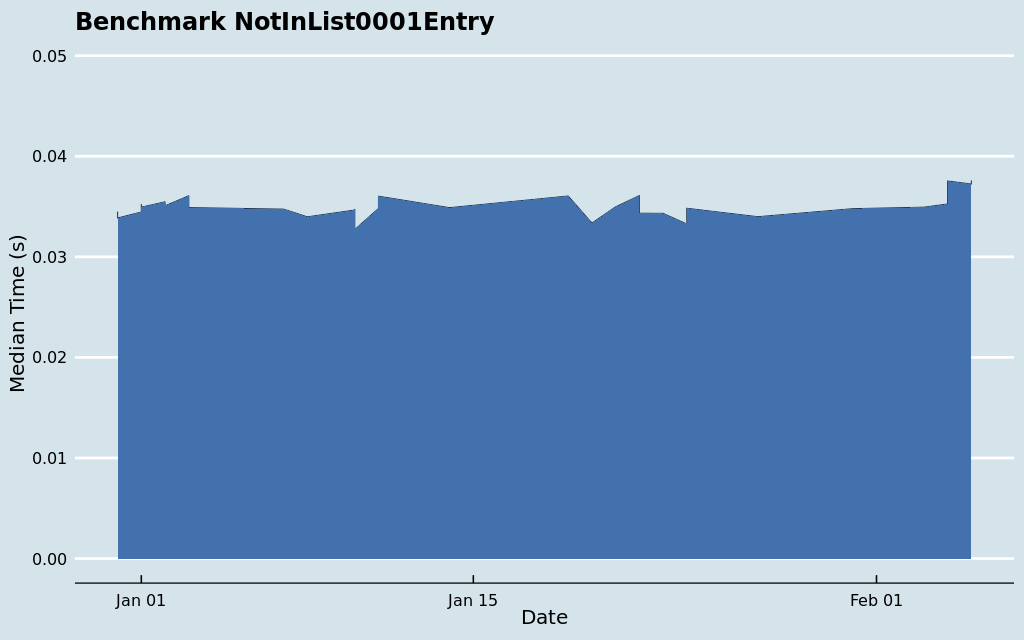 Benchmark NotInList0001Entry
0.05
0.04
0.03
0.02
0.01
0.00
Median Time (s)
Jan 01
Jan 15
Feb 01
Date